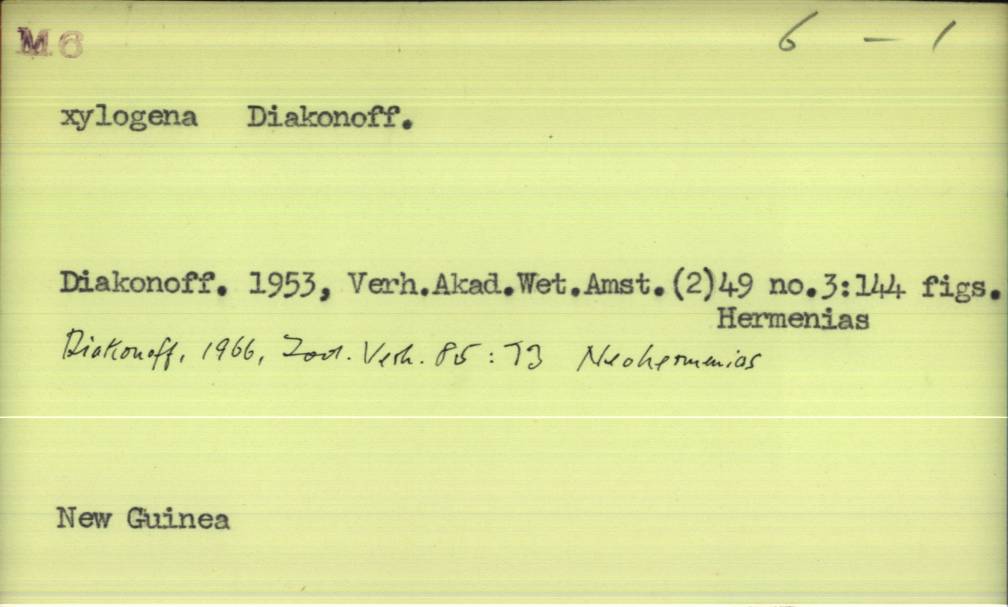 M6
6 — 1
xylogena Diakonoff.
Diakonoff. 1953, Verh.Akad.Wet.Amst.(2)49 no.3:144 figs.
Hermenias
Diakonoff, 1966, Zool. Verh. 85 : 73 Neohermenias
New Guinea